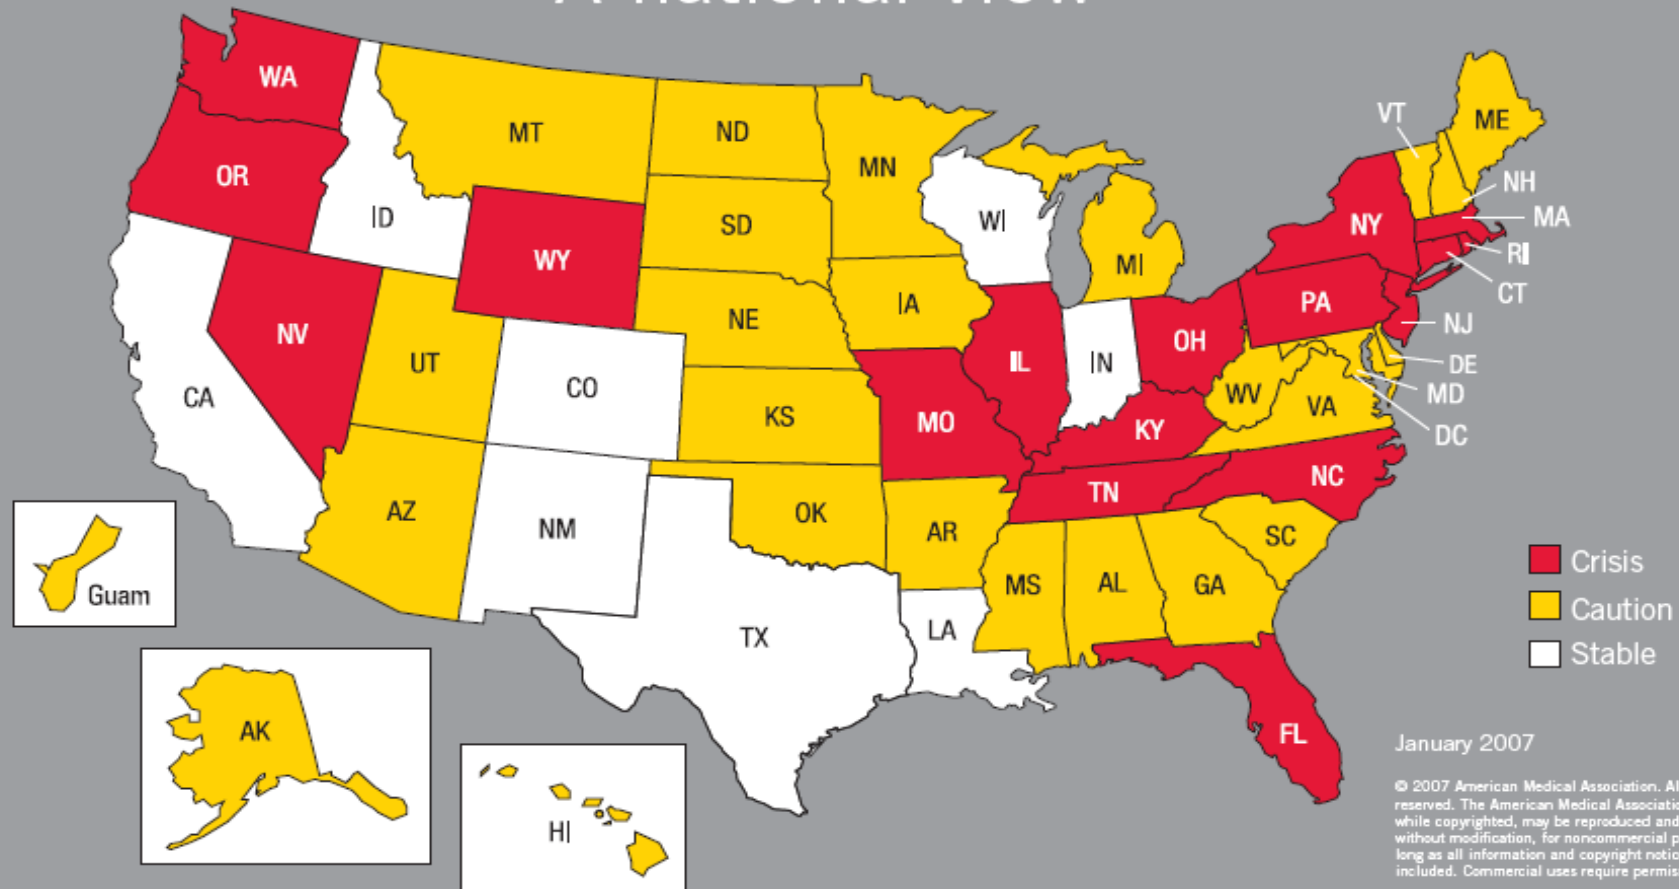 A national view
WA
MT
ND
MN
VT
ME
OR
ID
SD
WI
NH
MA
NY
RI
WY
MI
CT
NV
NE
IA
PA
NJ
UT
CO
IL
IN
OH
DE
CA
KS
MO
WV
VA
MD
DC
KY
AZ
NM
OK
AR
TN
NC
SC
Guam
MS
AL
GA
TX
LA
Crisis
Caution
Stable
AK
HI
FL
January 2007
© 2007 American Medical Association. Al
reserved. The American Medical Associatio
while copyrighted, may be reproduced and
without modification, for noncommercial p
long as all information and copyright notic
included. Commercial uses require permi